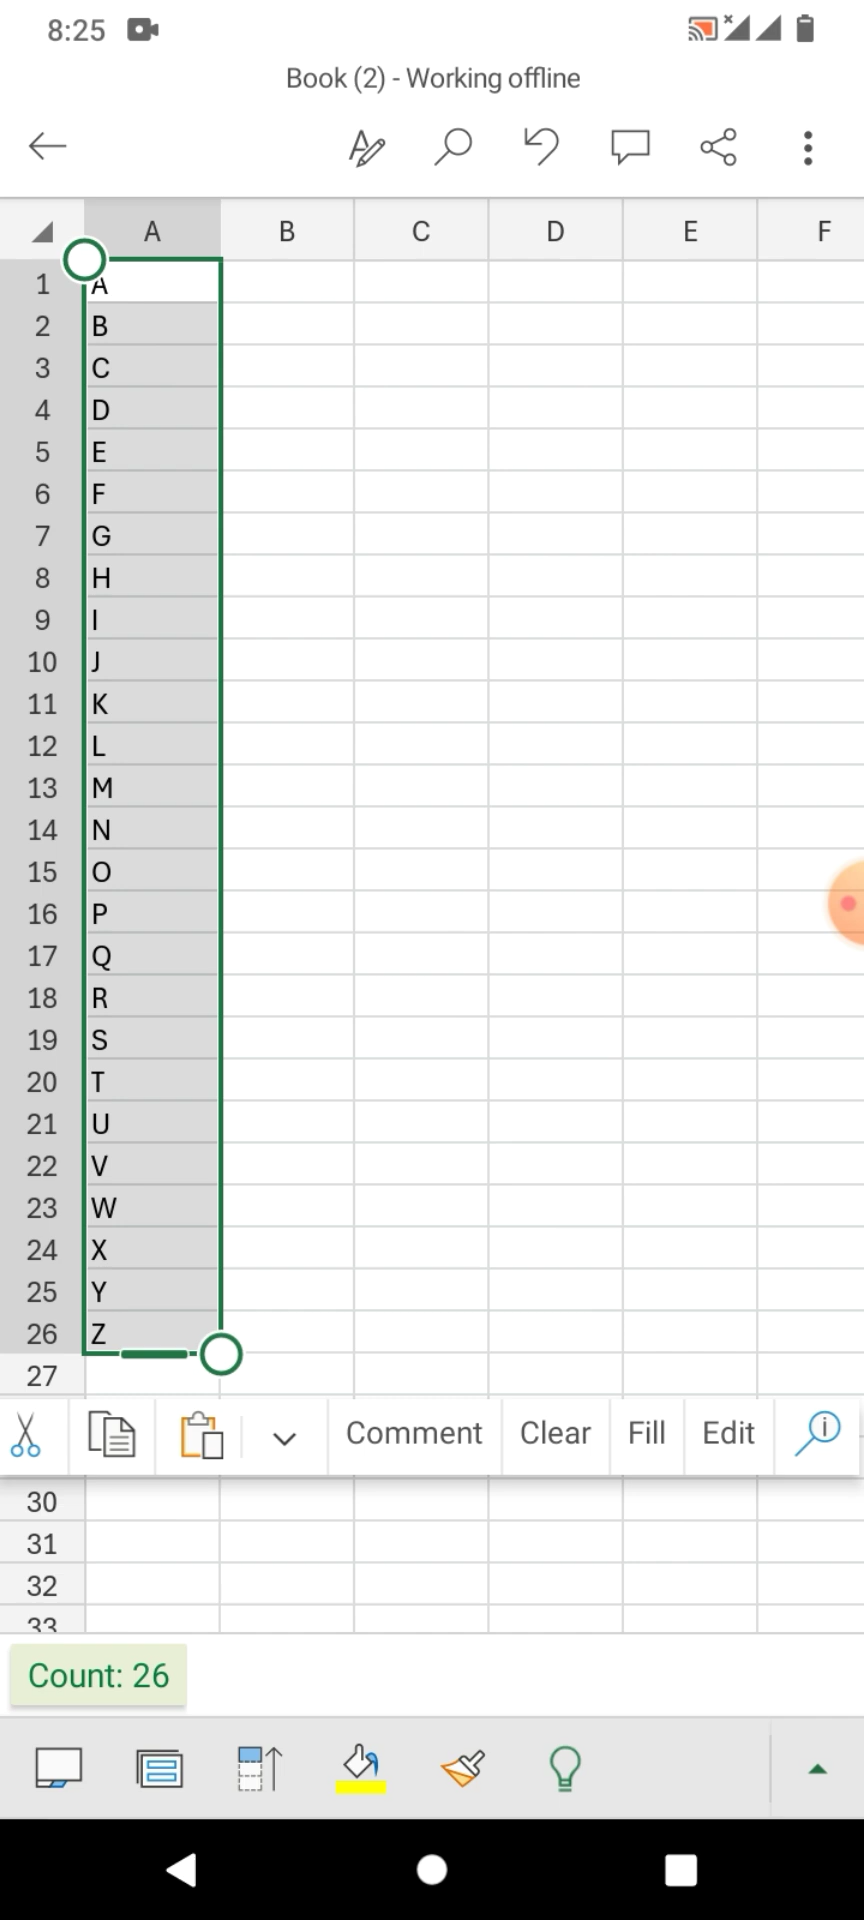 8:25
Book (2) - Working offline
A B C D E F
1 A
2 B
3 C
4 D
5 E
6 F
7 G
8 H
9 I
10 J
11 K
12 L
13 M
14 N
15 O
16 P
17 Q
18 R
19 S
20 T
21 U
22 V
23 W
24 X
25 Y
26 Z
27
Comment Clear Fill Edit
30
31
32
33
Count: 26